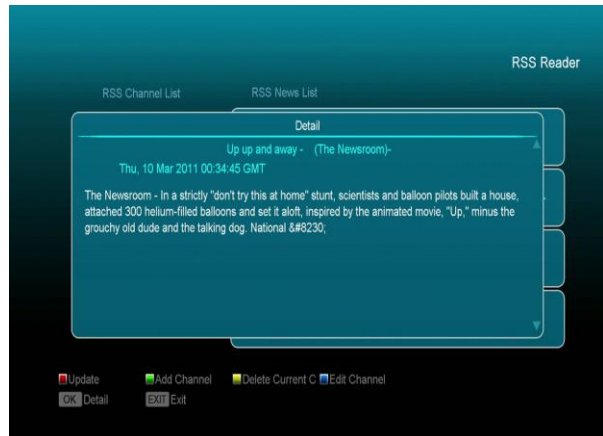 RSS Reader
RSS Channel List RSS News List
Detail
Up up and away - (The Newsroom)-
Thu, 10 Mar 2011 00:34:45 GMT
The Newsroom - In a strictly "don't try this at home" stunt, scientists and balloon pilots built a house,
attached 300 helium-filled balloons and set it aloft, inspired by the animated movie, "Up," minus the
grouchy old dude and the talking dog. National &#8230;
Update Add Channel Delete Current C Edit Channel
OK Detail EXIT Exit